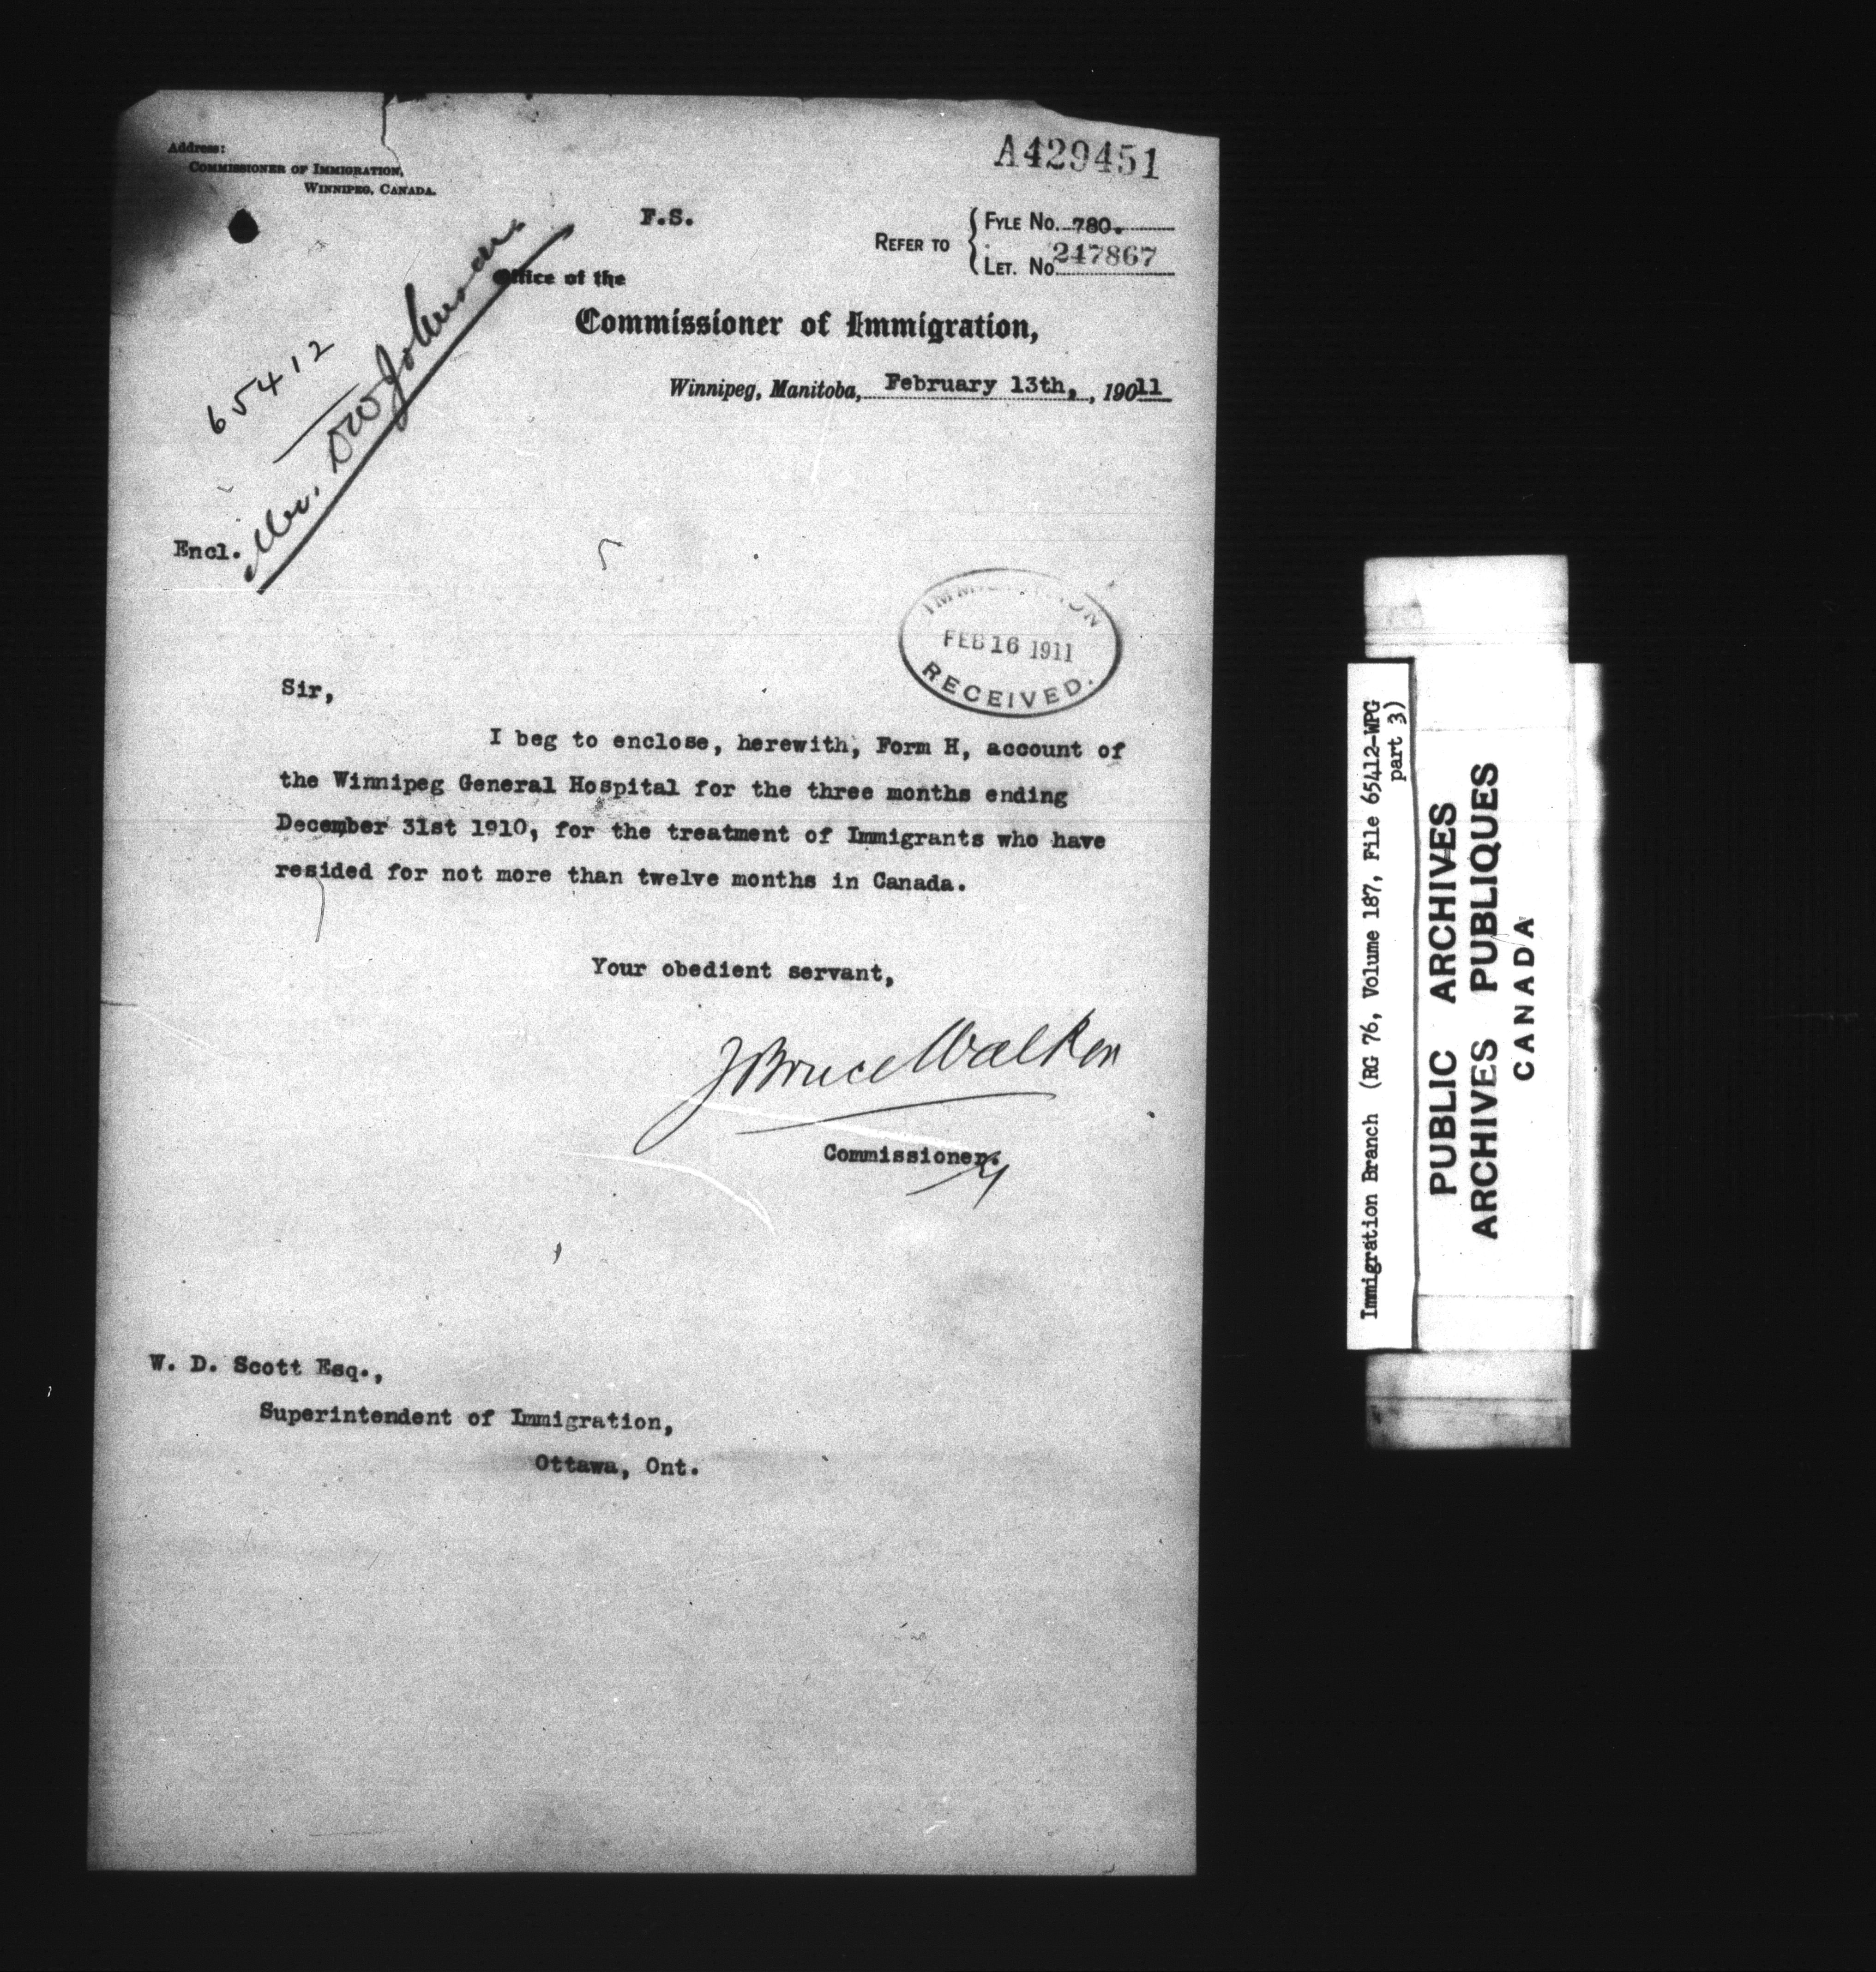 Address:
COMMISSIONER OF IMMIGRATION,
WINNIPEG, CANADA.
A429451
F.S.
REFER TO
FYLE No. 780.
LET. No 247867
Office of the
Commissioner of Immigration,
Winnipeg, Manitoba, February 13th, , 19011
65412
Mr. DW Johnson
Encl.
IMMIGRATION
FEB 16 1911
RECEIVED.
Sir,
I beg to enclose, herewith, Form H, account of
the Winnipeg General Hospital for the three months ending
December 31st 1910, for the treatment of Immigrants who have
resided for not more than twelve months in Canada.
Your obedient servant,
J Bruce Walker
Commissioner.
W. D. Scott Esq.,
Superintendent of Immigration,
Ottawa, Ont.
Immigration Branch (RG 76, Volume 187, File 65412-WPG
part 3)
PUBLIC ARCHIVES
ARCHIVES PUBLIQUES
CANADA